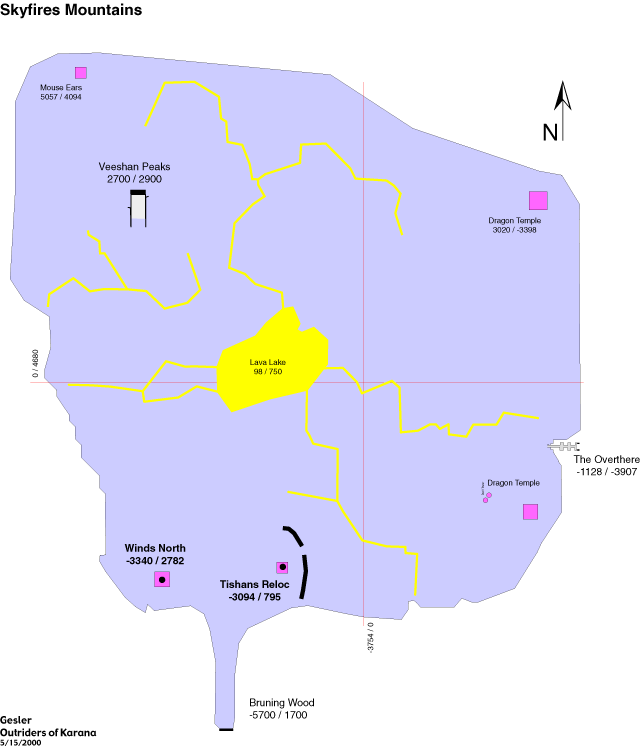 Skyfires Mountains
Mouse Ears
5057 / 4094
N
Veeshan Peaks
2700 / 2900
Dragon Temple
3020 / -3398
Lava Lake
98 / 750
0 / 4680
The Overthere
-1128 / -3907
Dragon Temple
Winds North
-3340 / 2782
Tishans Reloc
-3094 / 795
-3754 / 0
Bruning Wood
-5700 / 1700
Gesler
Outriders of Karana
5/15/2000